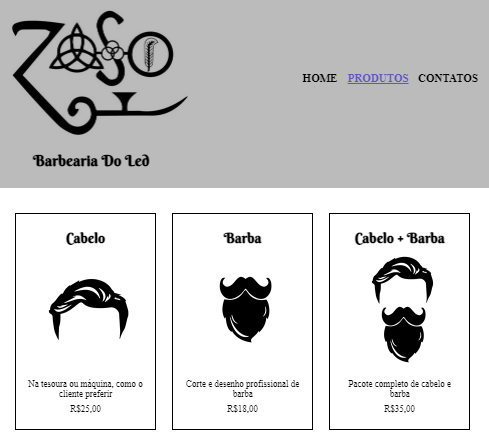 ZOSO
Barbearia Do Led
HOME PRODUTOS CONTATOS
Cabelo
Na tesoura ou máquina, como o
cliente preferir
R$25,00
Barba
Corte e desenho profissional de
barba
R$18,00
Cabelo + Barba
Pacote completo de cabelo e
barba
R$35,00